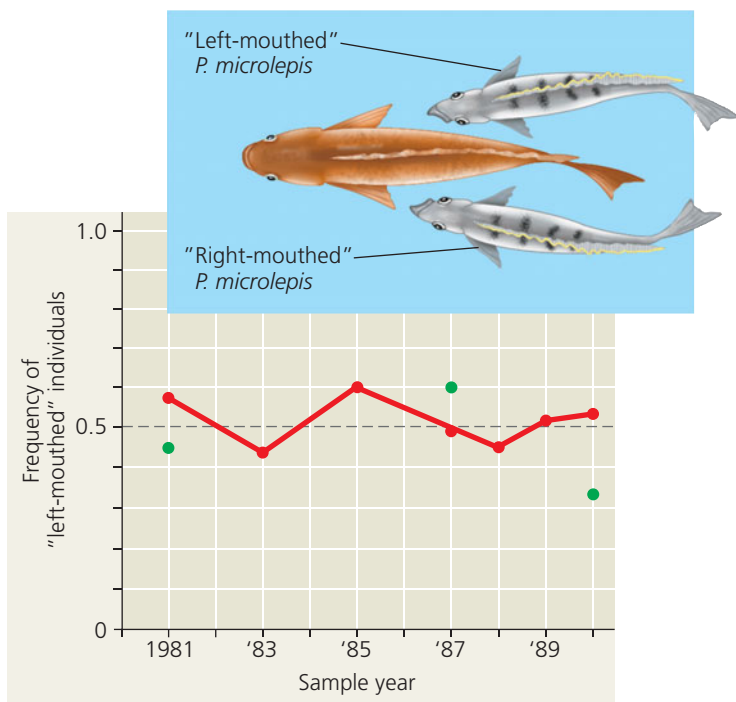 "Left-mouthed"
P. microlepis
"Right-mouthed"
P. microlepis
1.0
0.5
0
Frequency of
"left-mouthed" individuals
1981 '83 '85 '87 '89
Sample year